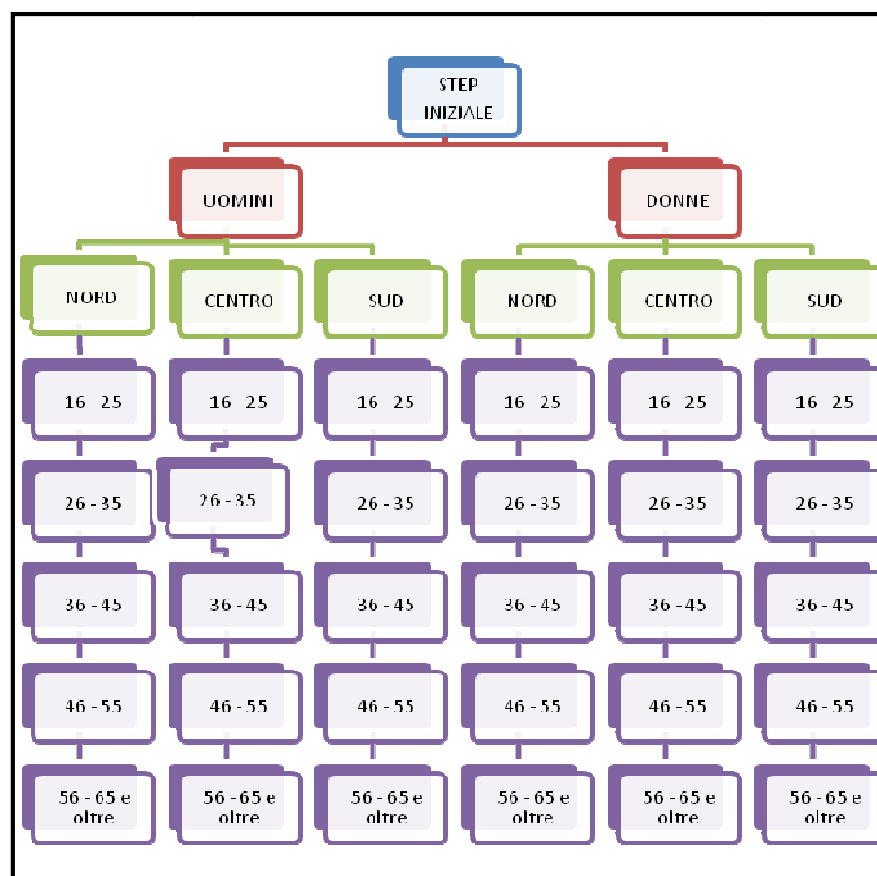 STEP
INIZIALE
UOMINI
DONNE
NORD
CENTRO
SUD
NORD
CENTRO
SUD
16 25
16 25
16 25
16 25
16 25
16 25
26 - 35
26 - 35
26 - 35
26 - 35
26 - 35
26 - 35
36 - 45
36 - 45
36 - 45
36 - 45
36 - 45
36 - 45
46 - 55
46 - 55
46 - 55
46 - 55
46 - 55
46 - 55
56 - 65 e
oltre
56 - 65 e
oltre
56 - 65 e
oltre
56 - 65 e
oltre
56 - 65 e
oltre
56 - 65 e
oltre